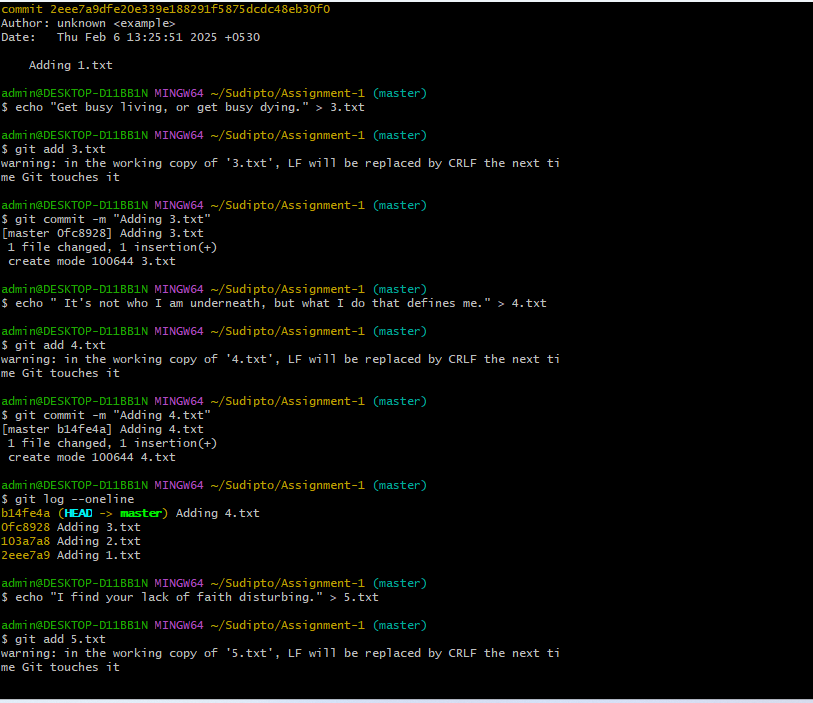 commit 2eee7a9dfe20e339e188291f5875dcdc48eb30f0
Author: unknown <example>
Date:   Thu Feb 6 13:25:51 2025 +0530
    Adding 1.txt
admin@DESKTOP-D11BB1N MINGW64 ~/Sudipto/Assignment-1 (master)
$ echo "Get busy living, or get busy dying." > 3.txt
admin@DESKTOP-D11BB1N MINGW64 ~/Sudipto/Assignment-1 (master)
$ git add 3.txt
warning: in the working copy of '3.txt', LF will be replaced by CRLF the next ti
me Git touches it
admin@DESKTOP-D11BB1N MINGW64 ~/Sudipto/Assignment-1 (master)
$ git commit -m "Adding 3.txt"
[master 0fc8928] Adding 3.txt
 1 file changed, 1 insertion(+)
 create mode 100644 3.txt
admin@DESKTOP-D11BB1N MINGW64 ~/Sudipto/Assignment-1 (master)
$ echo " It's not who I am underneath, but what I do that defines me." > 4.txt
admin@DESKTOP-D11BB1N MINGW64 ~/Sudipto/Assignment-1 (master)
$ git add 4.txt
warning: in the working copy of '4.txt', LF will be replaced by CRLF the next ti
me Git touches it
admin@DESKTOP-D11BB1N MINGW64 ~/Sudipto/Assignment-1 (master)
$ git commit -m "Adding 4.txt"
[master b14fe4a] Adding 4.txt
 1 file changed, 1 insertion(+)
 create mode 100644 4.txt
admin@DESKTOP-D11BB1N MINGW64 ~/Sudipto/Assignment-1 (master)
$ git log --oneline
b14fe4a (HEAD -> master) Adding 4.txt
0fc8928 Adding 3.txt
103a7a8 Adding 2.txt
2eee7a9 Adding 1.txt
admin@DESKTOP-D11BB1N MINGW64 ~/Sudipto/Assignment-1 (master)
$ echo "I find your lack of faith disturbing." > 5.txt
admin@DESKTOP-D11BB1N MINGW64 ~/Sudipto/Assignment-1 (master)
$ git add 5.txt
warning: in the working copy of '5.txt', LF will be replaced by CRLF the next ti
me Git touches it